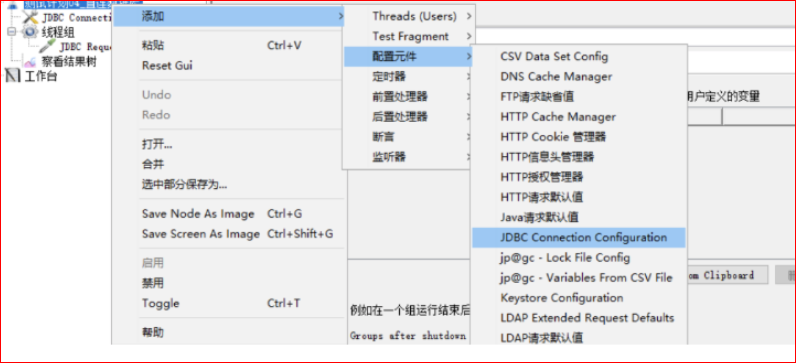 JDBC Connecti
线程组
JDBC Reque
察看结果树
工作台
添加
粘贴 Ctrl+V
Reset Gui
Undo
Redo
打开...
合并
选中部分保存为...
Save Node As Image Ctrl+G
Save Screen As Image Ctrl+Shift+G
启用
禁用
Toggle Ctrl+T
帮助
Threads (Users)
Test Fragment
配置元件
定时器
前置处理器
后置处理器
断言
监听器
CSV Data Set Config
DNS Cache Manager
FTP请求缺省值
HTTP Cache Manager
HTTP Cookie 管理器
HTTP信息头管理器
HTTP授权管理器
HTTP请求默认值
Java请求默认值
JDBC Connection Configuration
jp@gc - Lock File Config
jp@gc - Variables From CSV File
Keystore Configuration
LDAP Extended Request Defaults
LDAP请求默认值
用户定义的变量
om Clipboard
例如在一个组运行结束后
Groups after shutdown